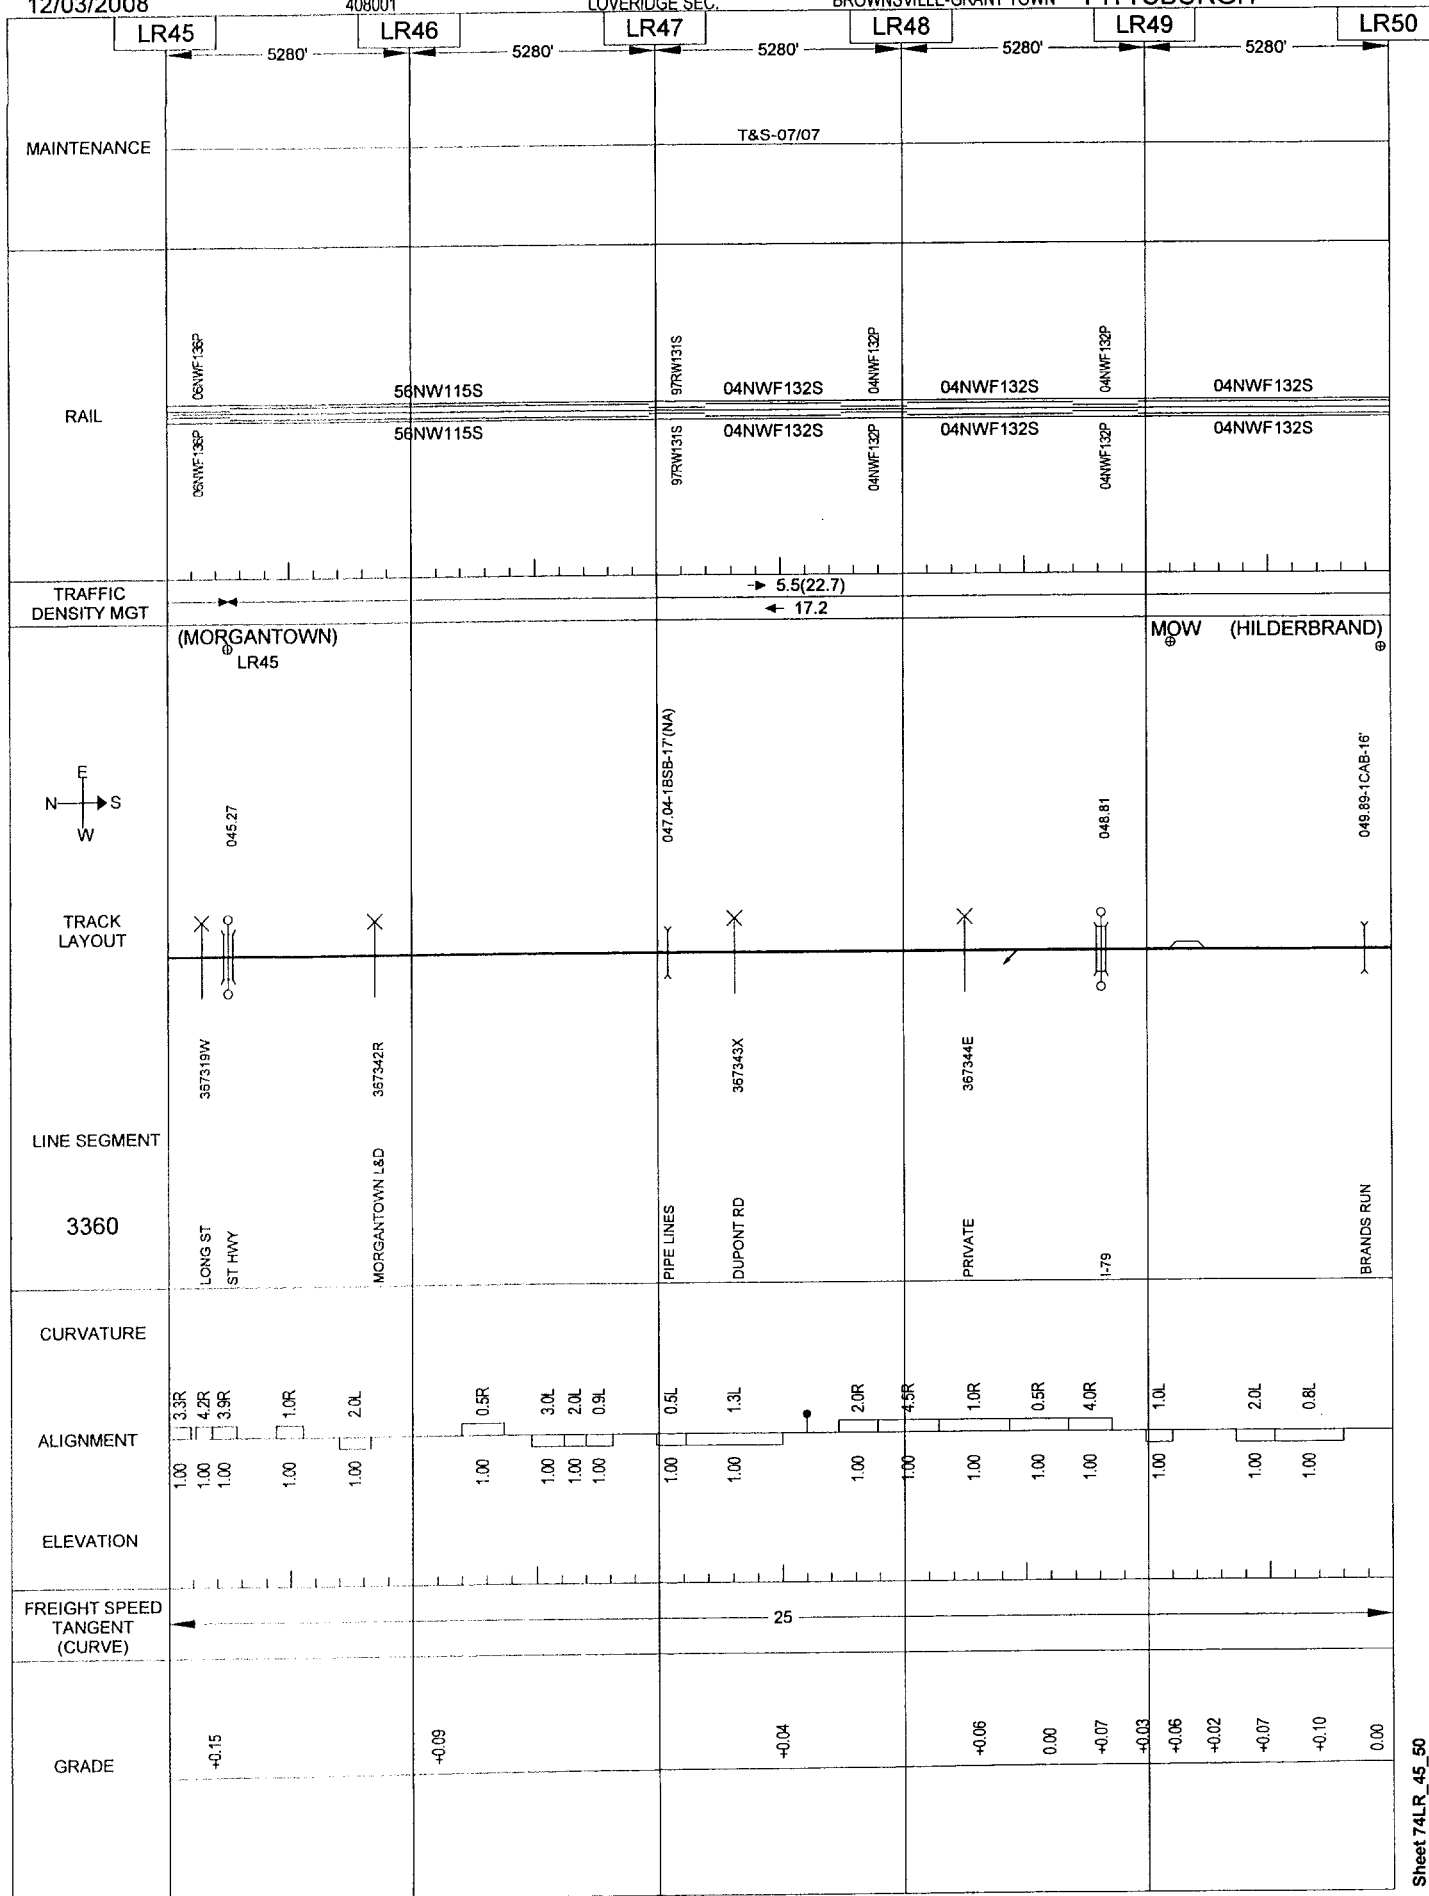 12/03/2008 408001 LOVERIDGE SEC. BROWNSVILLE-GRANT TOWN PITTSBURGH
LR45 LR46 LR47 LR48 LR49 LR50
5280' 5280' 5280' 5280' 5280'
MAINTENANCE
T&S-07/07
RAIL
06NWF136P 97RW131S 04NWF132P 04NWF132P
56NW115S 04NWF132S 04NWF132S 04NWF132S
56NW115S 04NWF132S 04NWF132S 04NWF132S
06NWF136P 97RW131S 04NWF132P 04NWF132P
TRAFFIC
DENSITY MGT
5.5(22.7)
17.2
(MORGANTOWN) MOW (HILDERBRAND)
LR45
E
N S
W
045.27 047.04-1BSB-17'(NA) 048.81 049.89-1CAB-16'
TRACK
LAYOUT
367319W 367342R 367343X 367344E
LINE SEGMENT
3360
LONG ST
ST HWY
MORGANTOWN L&D
PIPE LINES
DUPONT RD
PRIVATE
I-79
BRANDS RUN
CURVATURE
3.3R 4.2R 3.9R 1.0R 2.0L 0.5R 3.0L 2.0L 0.9L 0.5L 1.3L 2.0R 4.5R 1.0R 0.5R 4.0R 1.0L 2.0L 0.8L
ALIGNMENT
1.00 1.00 1.00 1.00 1.00 1.00 1.00 1.00 1.00 1.00 1.00 1.00 1.00 1.00 1.00 1.00 1.00 1.00 1.00
ELEVATION
FREIGHT SPEED
TANGENT
(CURVE)
25
GRADE
+0.15 +0.09 +0.04 +0.06 0.00 +0.07 +0.03 +0.06 +0.02 +0.07 +0.10 0.00
Sheet 74LR_45_50